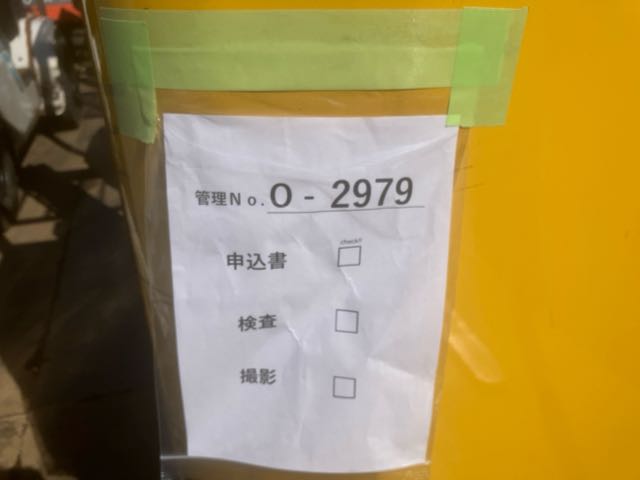 管理No. O - 2979
check!!
申込書 □
検査 □
撮影 □